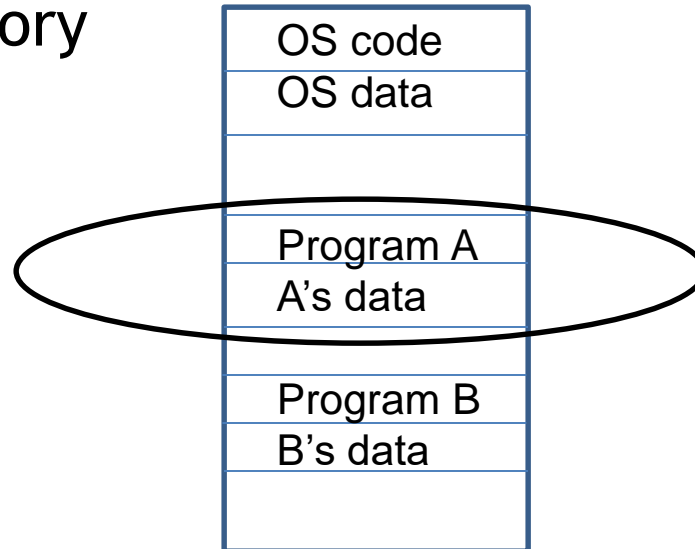 ory
OS code
OS data
Program A
A’s data
Program B
B’s data